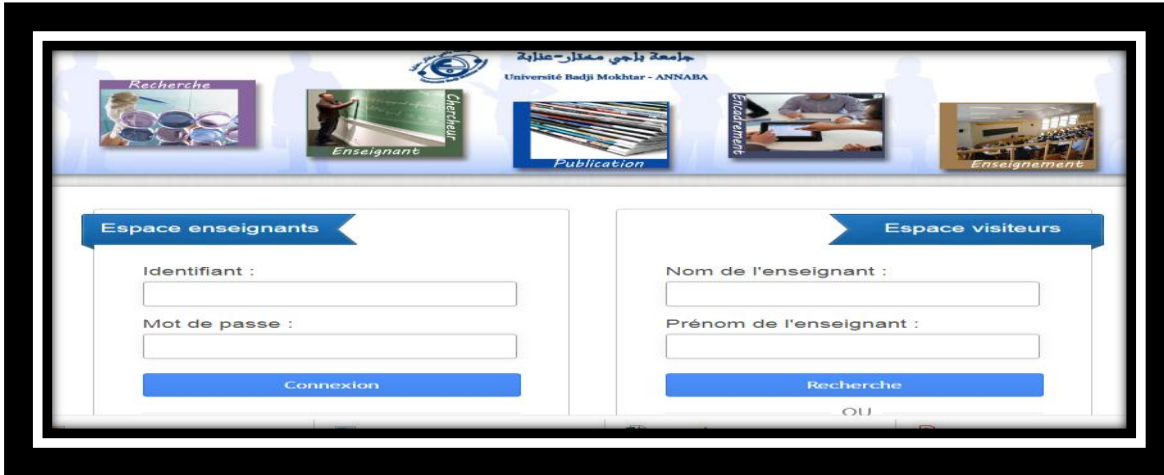 جامعة باجي مختار-عنابة
Université Badji Mokhtar - ANNABA
Recherche
Chercheur
Enseignant
Publication
Encadrement
Enseignement
Espace enseignants
Identifiant :
Mot de passe :
Connexion
Espace visiteurs
Nom de l'enseignant :
Prénom de l'enseignant :
Recherche
OU